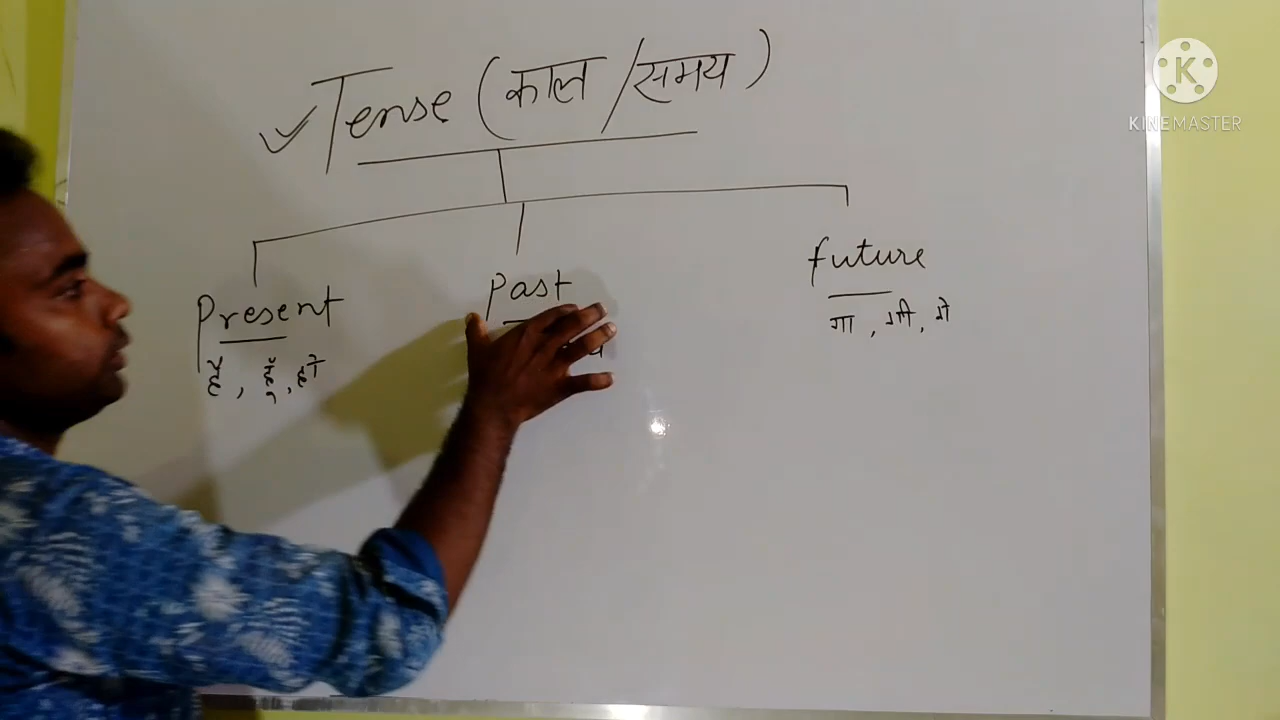 Tense (काल / समय)
Present
Past
future
हैं, हूँ, हो
गा, गी, गे
KINEMASTER